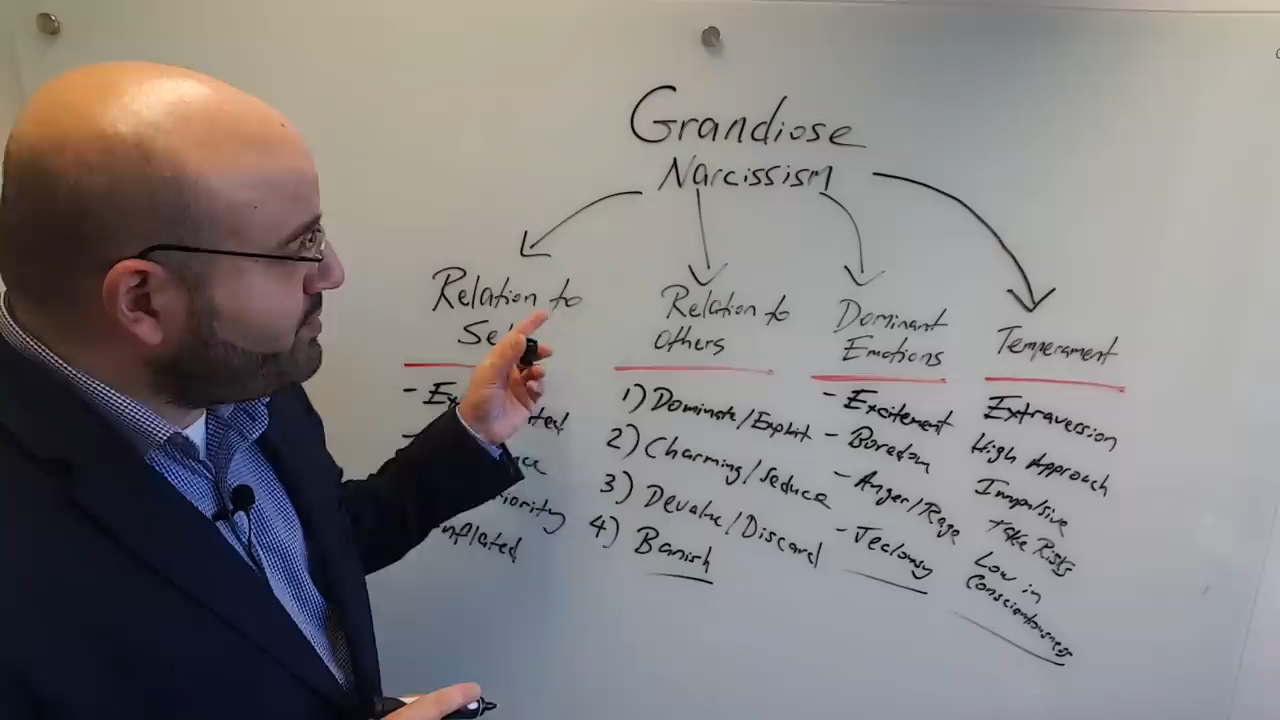 Grandiose
Narcissism
Relation to
Relation to
Others
1) Dominate/Exploit
2) Charming/Seduce
3) Devalue/Discard
4) Banish
Dominant
Emotions
- Excitement
- Boredom
- Anger/Rage
- Jealousy
Temperament
Extraversion
High Approach
Impulsive
Take Risks
Low in
Consciontiousness